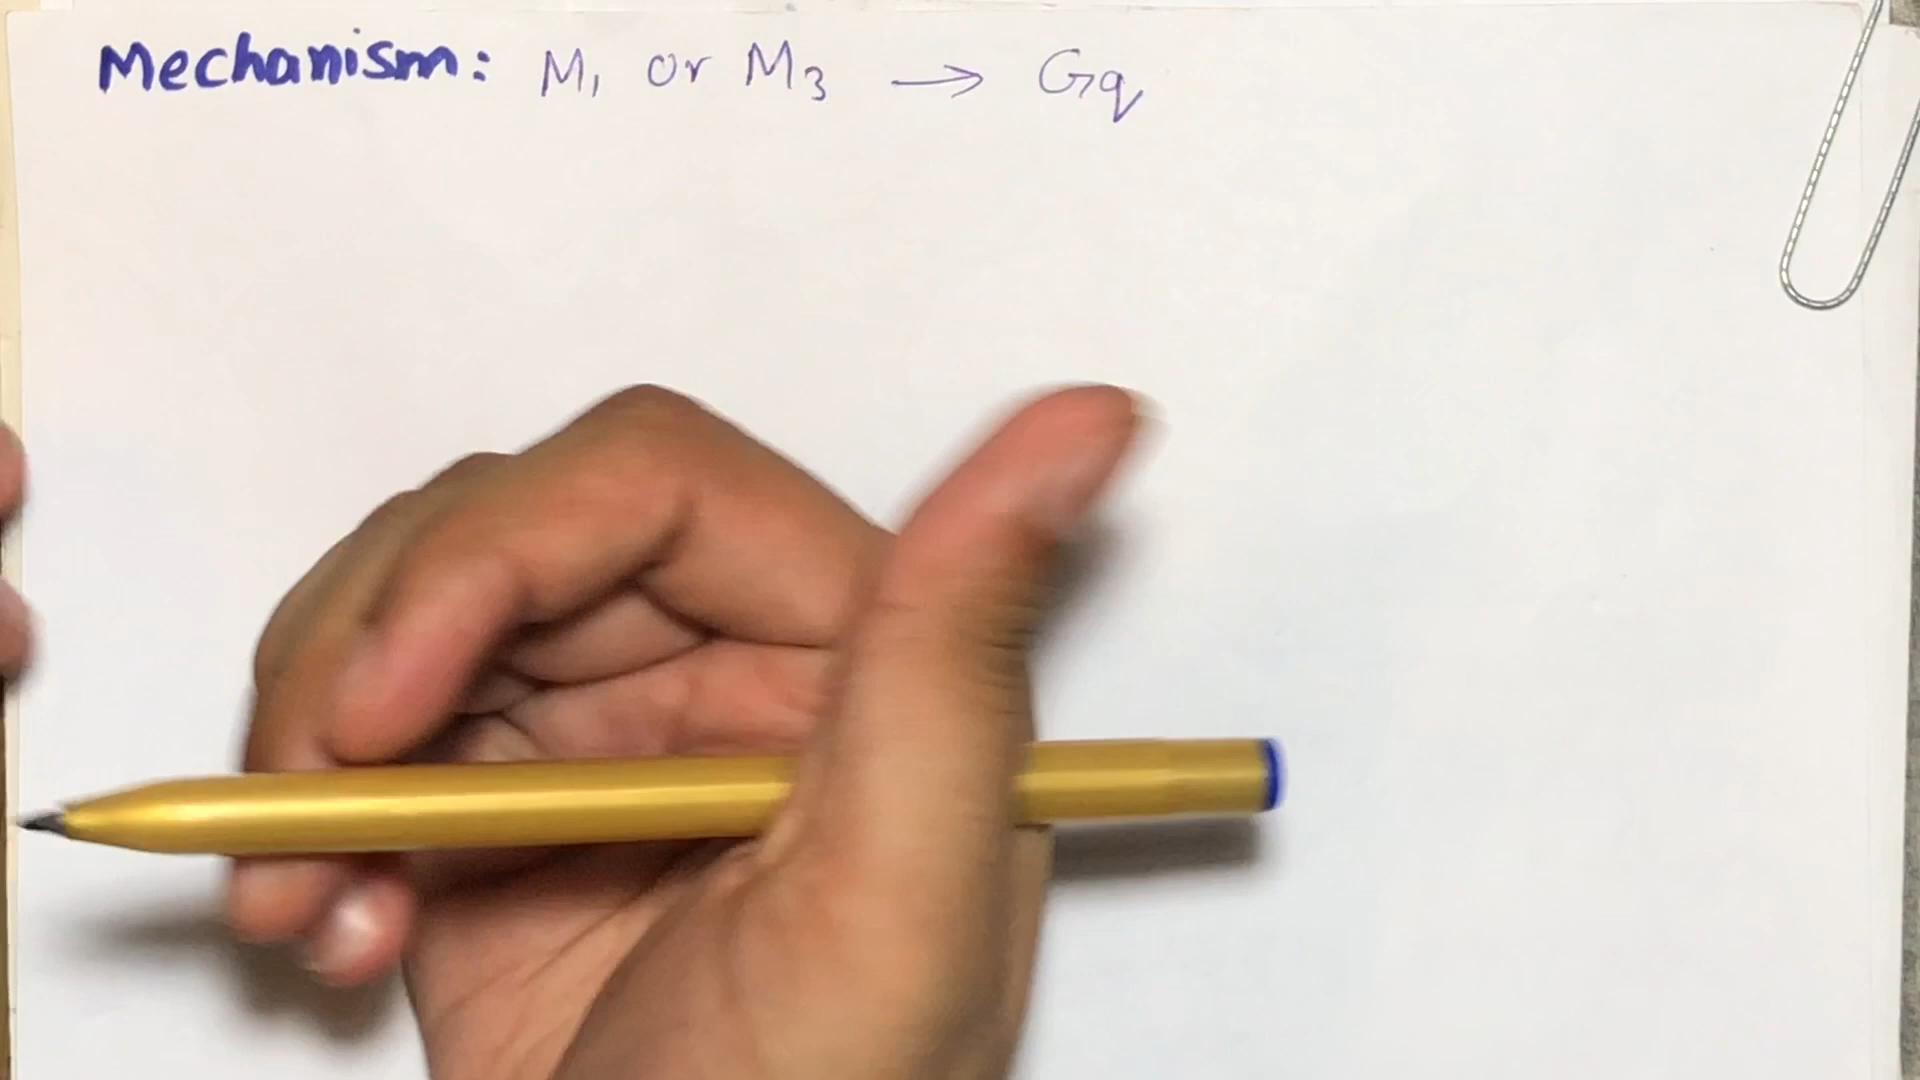 Mechanism: M₁ or M₃ → Gq